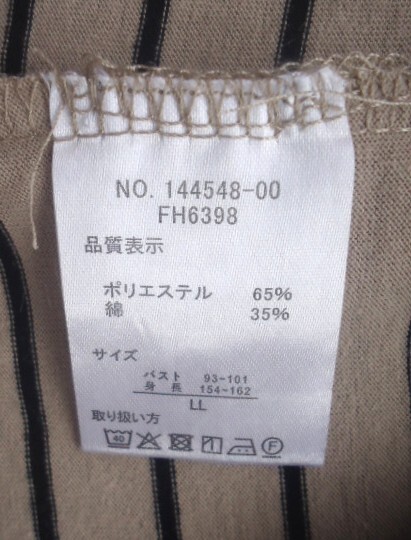 NO. 144548-00
FH6398
品質表示
ポリエステル 65%
綿 35%
サイズ
バスト 93-101
身長 154-162
LL
取り扱い方
40
F